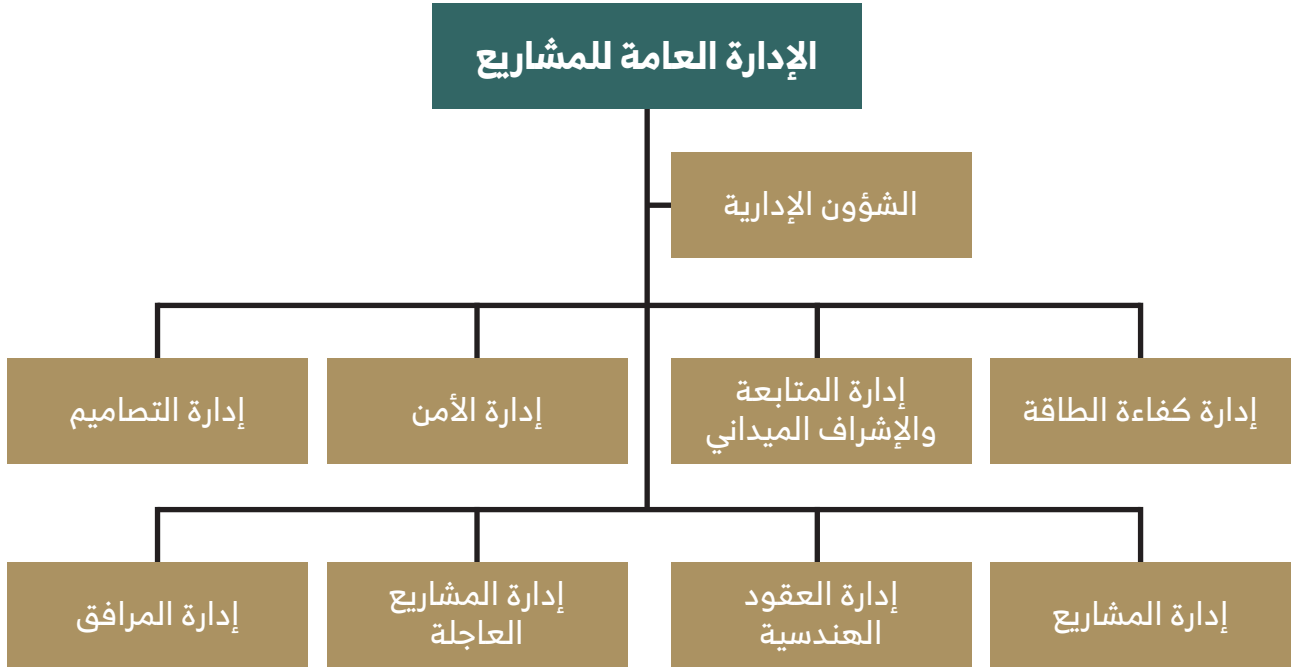 الإدارة العامة للمشاريع
الشؤون الإدارية
إدارة كفاءة الطاقة
إدارة المتابعة
والإشراف الميداني
إدارة الأمن
إدارة التصاميم
إدارة المشاريع
إدارة العقود
الهندسية
إدارة المشاريع
العاجلة
إدارة المرافق